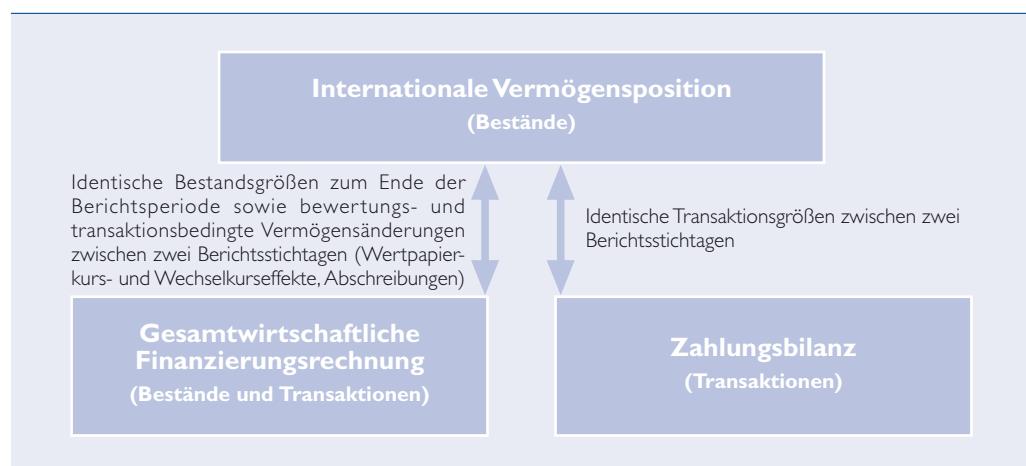 Internationale Vermögensposition
(Bestände)
Identische Bestandsgrößen zum Ende der
Berichtsperiode sowie bewertungs- und
transaktionsbedingte Vermögensänderungen
zwischen zwei Berichtsstichtagen (Wertpapier-
kurs- und Wechselkurseffekte, Abschreibungen)
Identische Transaktionsgrößen zwischen zwei
Berichtsstichtagen
Gesamtwirtschaftliche
Finanzierungsrechnung
(Bestände und Transaktionen)
Zahlungsbilanz
(Transaktionen)